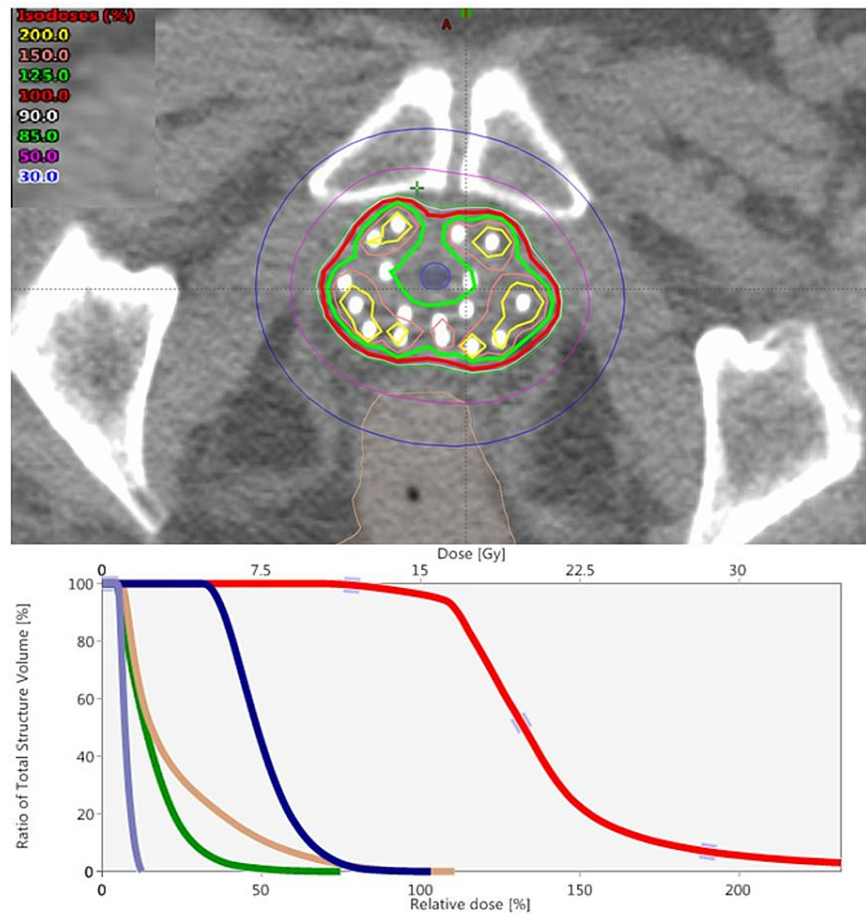 Isodoses (%)
200.0
150.0
125.0
100.0
90.0
85.0
50.0
30.0
A
Dose [Gy]
0 7.5 15 22.5 30
100
80
60
40
20
0
Ratio of Total Structure Volume [%]
0 50 100 150 200
Relative dose [%]